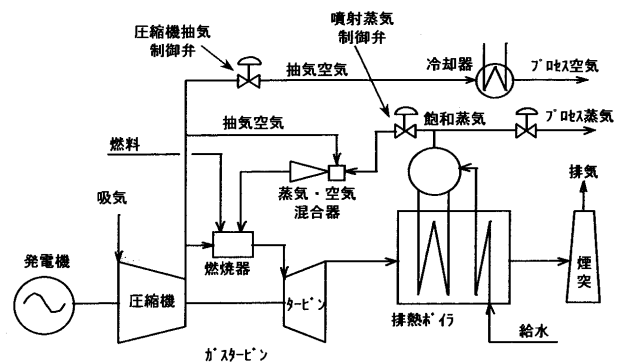 圧縮機抽気
制御弁
噴射蒸気
制御弁
抽気空気
冷却器
ﾌﾟﾛｾｽ空気
抽気空気
飽和蒸気
ﾌﾟﾛｾｽ蒸気
燃料
蒸気・空気
混合器
吸気
排気
燃焼器
発電機
圧縮機
ﾀｰﾋﾞﾝ
排熱ﾎﾞｲﾗ
煙突
給水
ｶﾞｽﾀｰﾋﾞﾝ